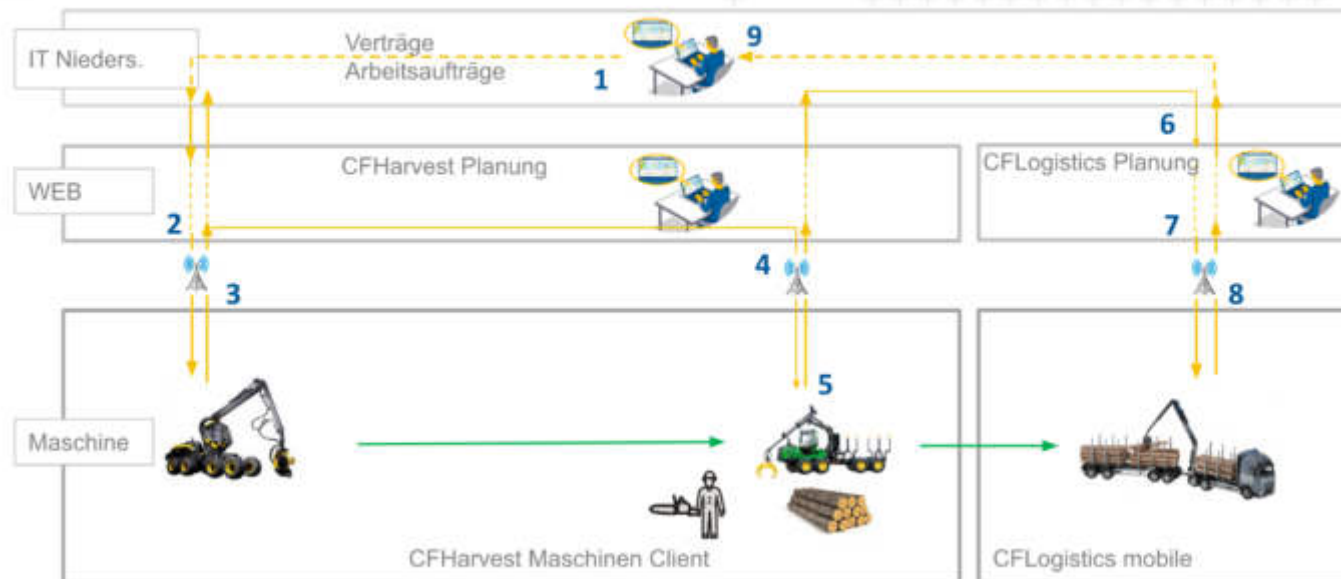 IT Nieders.
Verträge
Arbeitsaufträge
1
9
6
WEB
CFHarvest Planung
CFLogistics Planung
2
3
4
7
8
5
Maschine
CFHarvest Maschinen Client
CFLogistics mobile